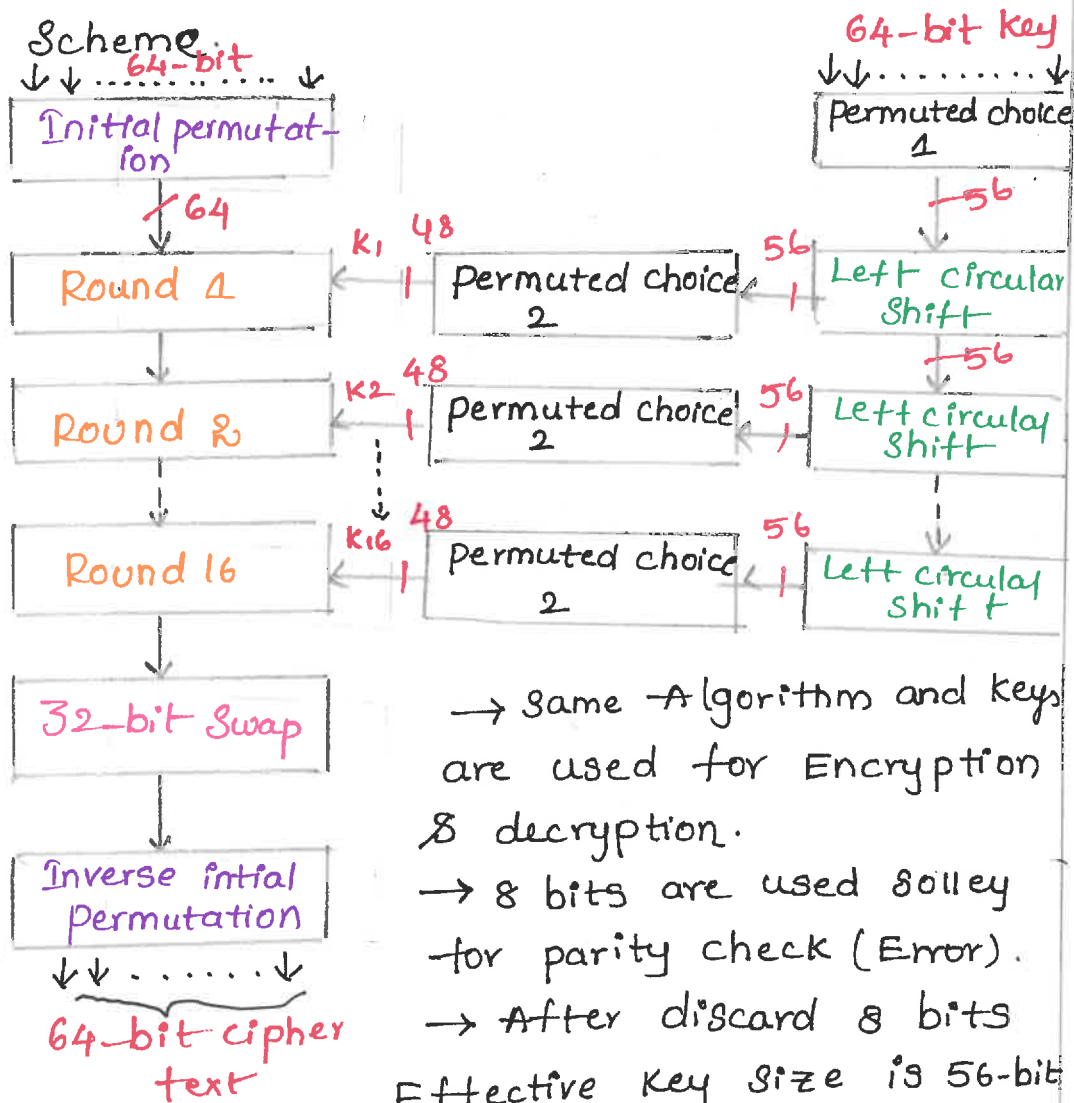 Scheme.
64-bit
64-bit key
Initial permutat-
ion
Permuted choice
1
64
56
Round 1
K1
48
Permuted choice
2
56
Left circular
Shift
56
Round 2
K2
48
Permuted choice
2
56
Left circular
Shift
Round 16
K16
48
Permuted choice
2
56
Left circular
Shift
32-bit Swap
Inverse intial
Permutation
64-bit cipher
text
→ Same Algorithm and keys
are used for Encryption
& decryption.
→ 8 bits are used solley
for parity check (Error).
→ After discard 8 bits
Effective key size is 56-bit